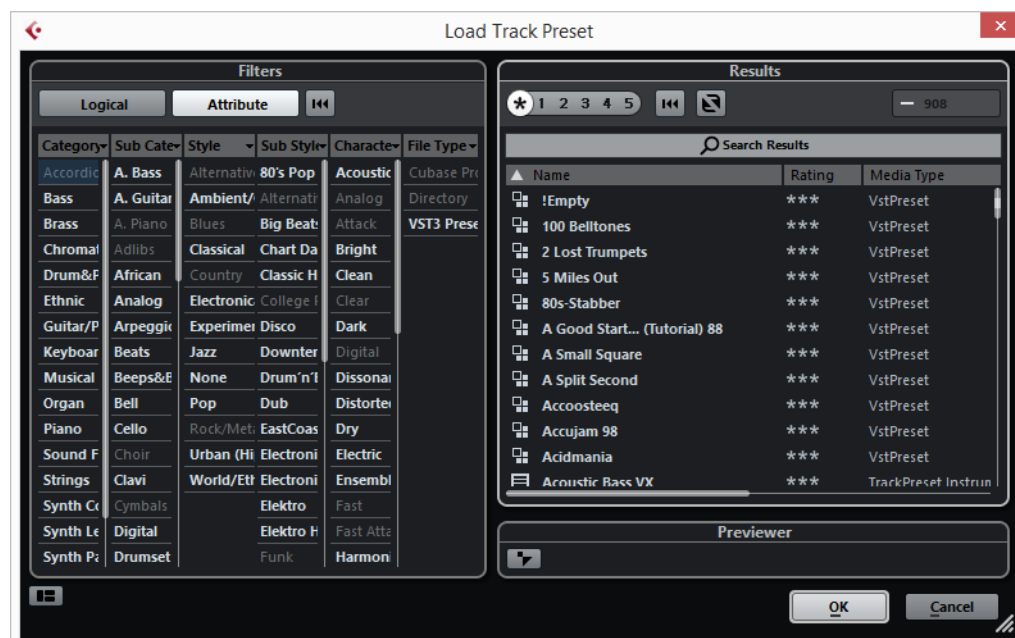 Load Track Preset
Filters
Logical Attribute
Category Sub Cate Style Sub Style Characte File Type
Accordic A. Bass Alternativ 80's Pop Acoustic Cubase Pro
Bass A. Guitar Ambient/ Alternati Analog Directory
Brass A. Piano Blues Big Beat Attack VST3 Prese
Chromat Adlibs Classical Chart Da Bright
Drum&P African Country Classic H Clean
Ethnic Analog Electronic College Clear
Guitar/P Arpeggio Experimer Disco Dark
Keyboar Beats Jazz Downter Digital
Musical Beeps&B None Drum´n´B Dissonar
Organ Bell Pop Dub Distorte
Piano Cello Rock/Meta EastCoas Dry
Sound F Choir Urban (Hi Electroni Electric
Strings Clavi World/Eth Electroni Ensembl
Synth Co Cymbals Elektro Fast
Synth Le Digital Elektro H Fast Atta
Synth Pa Drumset Funk Harmoni
Results
* 1 2 3 4 5 908
Search Results
Name Rating Media Type
!Empty *** VstPreset
100 Belltones *** VstPreset
2 Lost Trumpets *** VstPreset
5 Miles Out *** VstPreset
80s-Stabber *** VstPreset
A Good Start... (Tutorial) 88 *** VstPreset
A Small Square *** VstPreset
A Split Second *** VstPreset
Accoosteeq *** VstPreset
Accujam 98 *** VstPreset
Acidmania *** VstPreset
Acoustic Bass VX *** TrackPreset Instrun
Previewer
OK Cancel